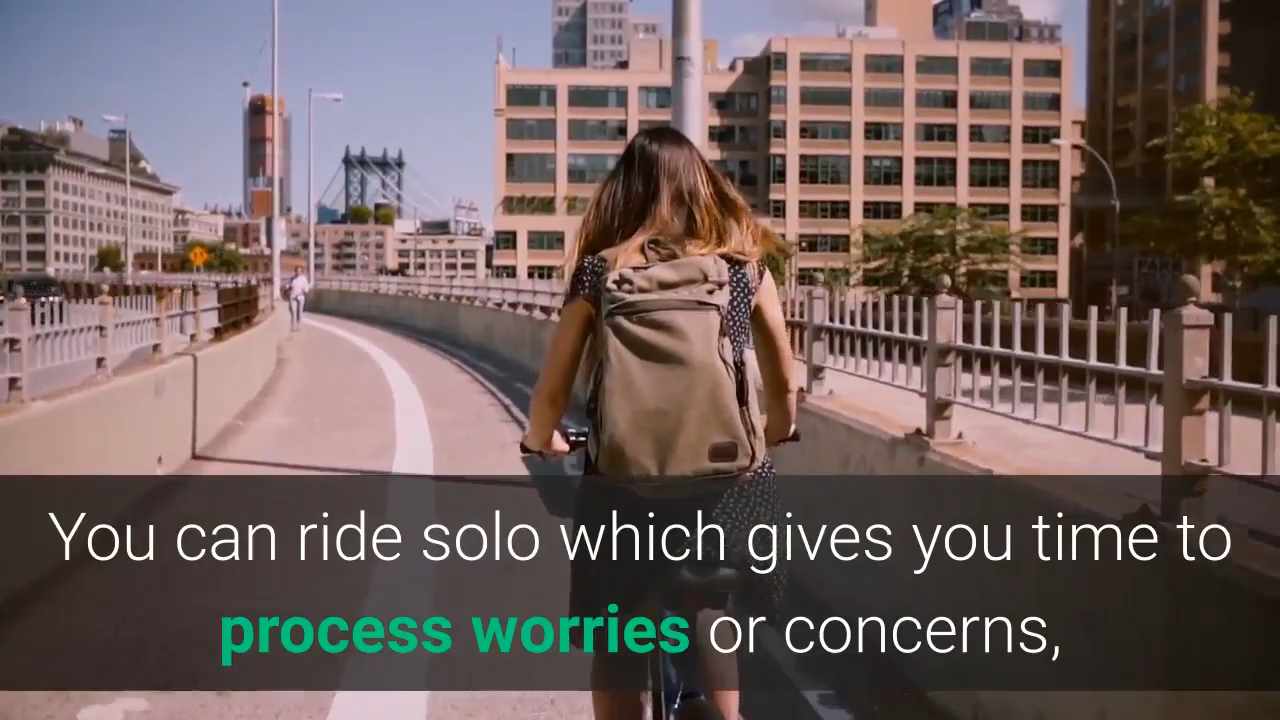 You can ride solo which gives you time to
process worries or concerns,